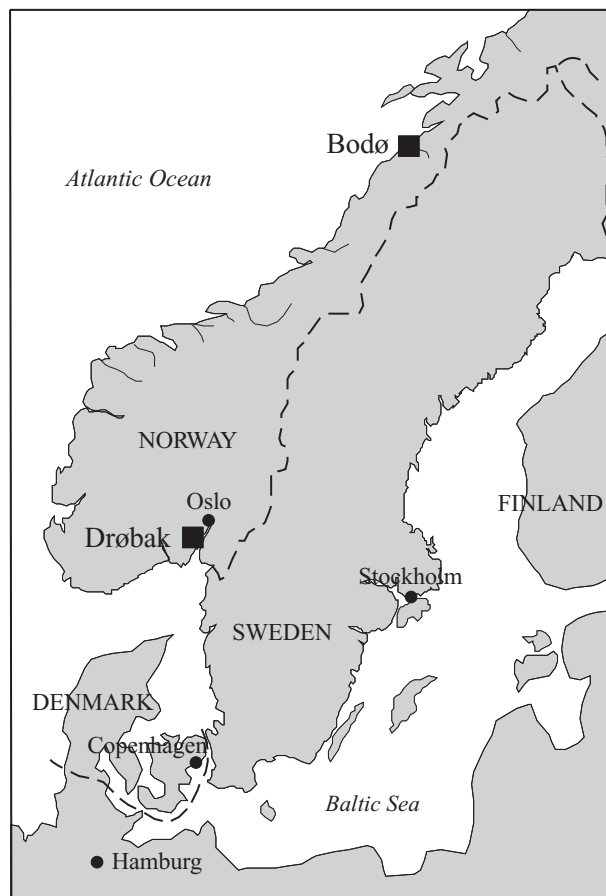 Bodø
Atlantic Ocean
NORWAY
Oslo
FINLAND
Drøbak
Stockholm
SWEDEN
DENMARK
Copenhagen
Baltic Sea
Hamburg